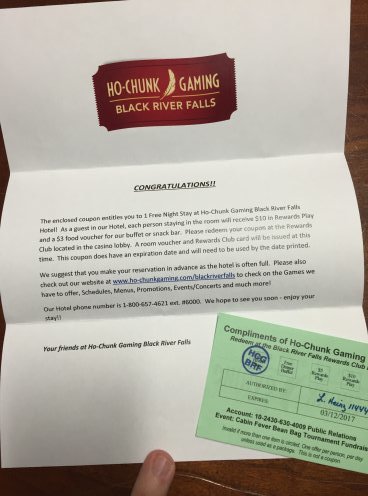 HO-CHUNK GAMING
BLACK RIVER FALLS
CONGRATULATIONS!!
The enclosed coupon entitles you to 1 Free Night Stay at Ho-Chunk Gaming Black River Falls
Hotel! As a guest in our Hotel, each person staying in the room will receive $10 in Rewards Play
and a $3 food voucher for our buffet or snack bar. Please redeem your coupon at the Rewards
Club located in the casino lobby. A room voucher and Rewards Club card will be issued at this
time. This coupon does have an expiration date and will need to be used by the date printed.
We suggest that you make your reservation in advance as the hotel is often full. Please also
check out our website at www.ho-chunkgaming.com/blackriverfalls to check on the Games we
have to offer, Schedules, Menus, Promotions, Events/Concerts and much more!
Our Hotel phone number is 1-800-657-4621 ext. #6000. We hope to see you soon - enjoy your
stay!!
Your friends at Ho-Chunk Gaming Black River Falls
Compliments of Ho-Chunk Gaming
Redeem at the Black River Falls Rewards Club
HCG
BRF
Free
Buffet
$5
Rewards
Play
$10
Rewards
Play
AUTHORIZED BY:
EXPIRES:
03/12/2017
Account: 10-2430-630-4009 Public Relations
Event: Cabin Fever Bean Bag Tournament Fundrais
Invalid if more than one item is circled. One offer per person, per day
unless used as a package. This is not a coupon.